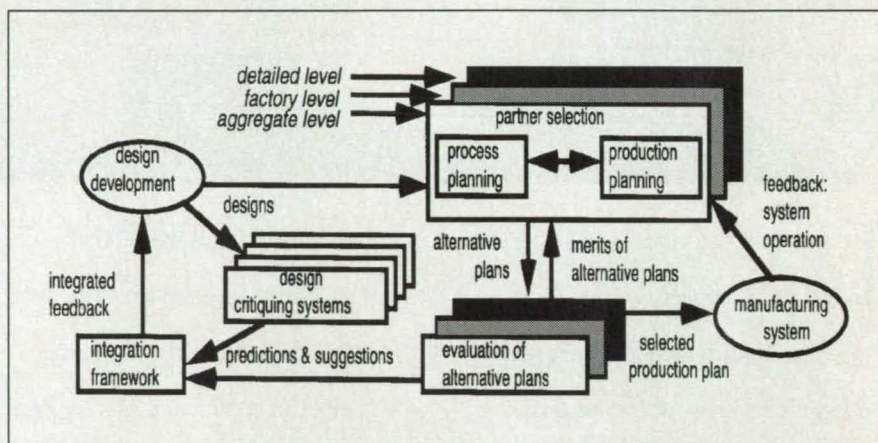 detailed level
factory level
aggregate level
partner selection
process
planning
production
planning
design
development
designs
feedback:
system
operation
alternative
plans
merits of
alternative plans
integrated
feedback
design
critiquing systems
manufacturing
system
integration
framework
predictions & suggestions
evaluation of
alternative plans
selected
production plan